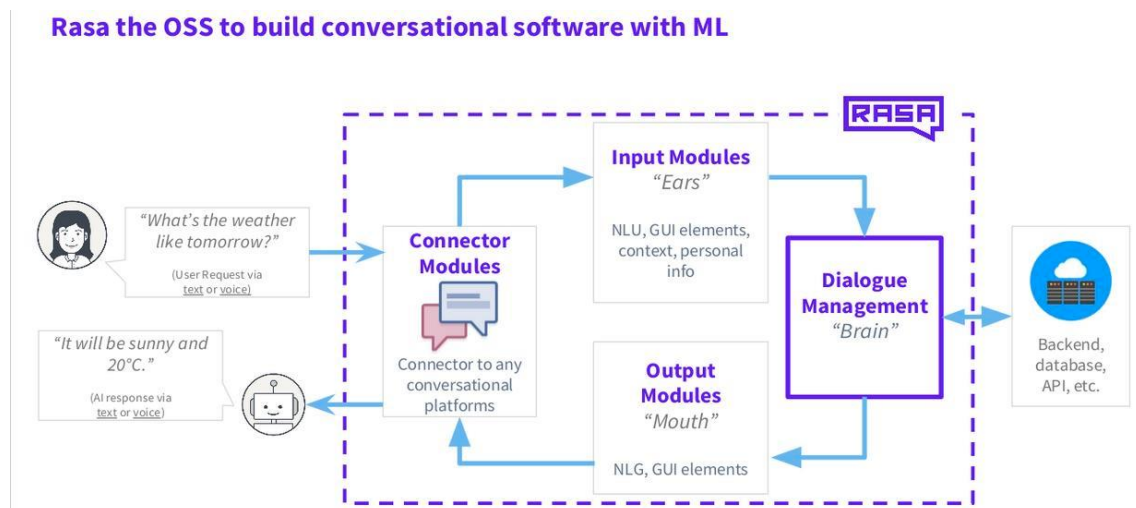 Rasa the OSS to build conversational software with ML
RASA
“What’s the weather
like tomorrow?”
(User Request via
text or voice)
“It will be sunny and
20°C.”
(AI response via
text or voice)
Connector
Modules
Connector to any
conversational
platforms
Input Modules
“Ears”
NLU, GUI elements,
context, personal
info
Dialogue
Management
“Brain”
Output
Modules
“Mouth”
NLG, GUI elements
Backend,
database,
API, etc.